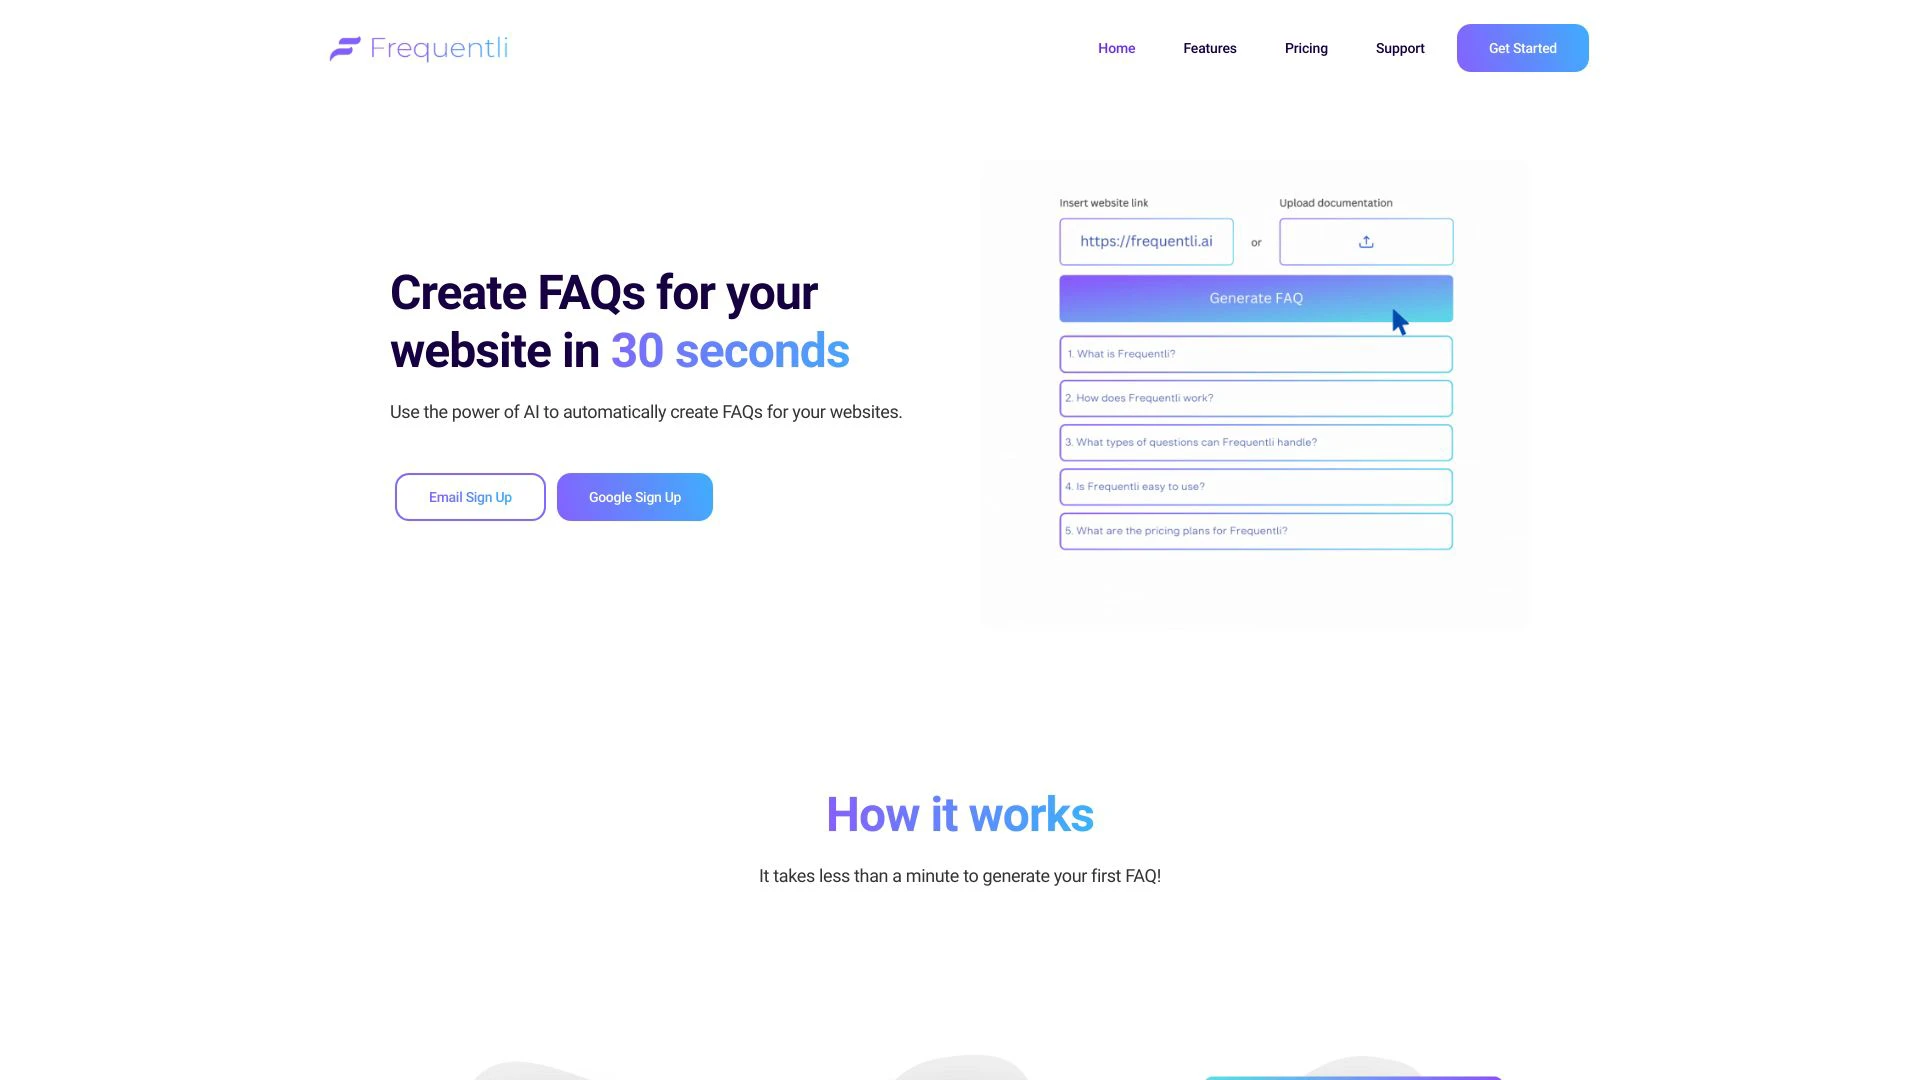 Frequentli
Home
Features
Pricing
Support
Get Started
Create FAQs for your
website in 30 seconds
Use the power of AI to automatically create FAQs for your websites.
Email Sign Up
Google Sign Up
Insert website link
Upload documentation
https://frequentli.ai
or
Generate FAQ
1. What is Frequentli?
2. How does Frequentli work?
3. What types of questions can Frequentli handle?
4. Is Frequentli easy to use?
5. What are the pricing plans for Frequentli?
How it works
It takes less than a minute to generate your first FAQ!